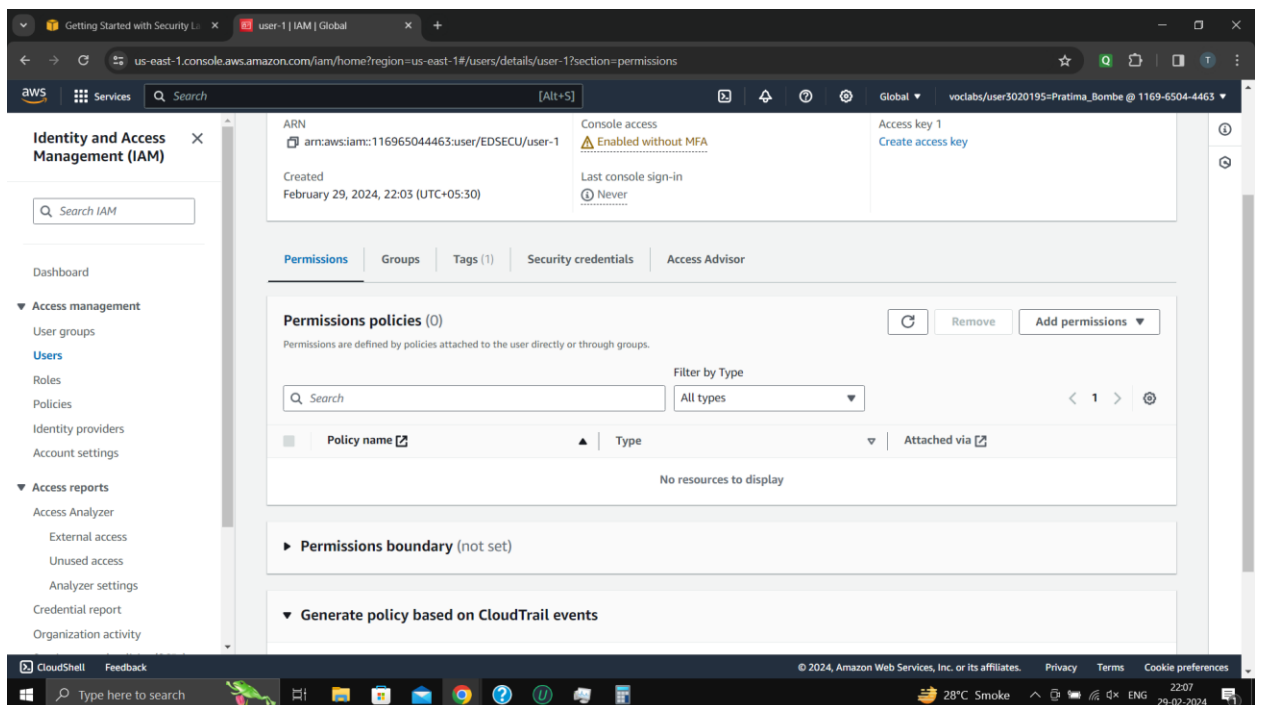 Getting Started with Security La
user-1 | IAM | Global
us-east-1.console.aws.amazon.com/iam/home?region=us-east-1#/users/details/user-1?section=permissions
Q
T
aws
Services
Search
[Alt+S]
Global
voclabs/user3020195=Pratima_Bombe @ 1169-6504-4463
Identity and Access
Management (IAM)
Search IAM
Dashboard
Access management
User groups
Users
Roles
Policies
Identity providers
Account settings
Access reports
Access Analyzer
External access
Unused access
Analyzer settings
Credential report
Organization activity
ARN
arn:aws:iam::116965044463:user/EDSECU/user-1
Console access
Enabled without MFA
Access key 1
Create access key
Created
February 29, 2024, 22:03 (UTC+05:30)
Last console sign-in
Never
Permissions
Groups
Tags (1)
Security credentials
Access Advisor
Permissions policies (0)
Remove
Add permissions
Permissions are defined by policies attached to the user directly or through groups.
Filter by Type
Search
All types
1
Policy name
Type
Attached via
No resources to display
Permissions boundary (not set)
Generate policy based on CloudTrail events
CloudShell
Feedback
© 2024, Amazon Web Services, Inc. or its affiliates.
Privacy
Terms
Cookie preferences
Type here to search
28°C Smoke
ENG
22:07
29-02-2024